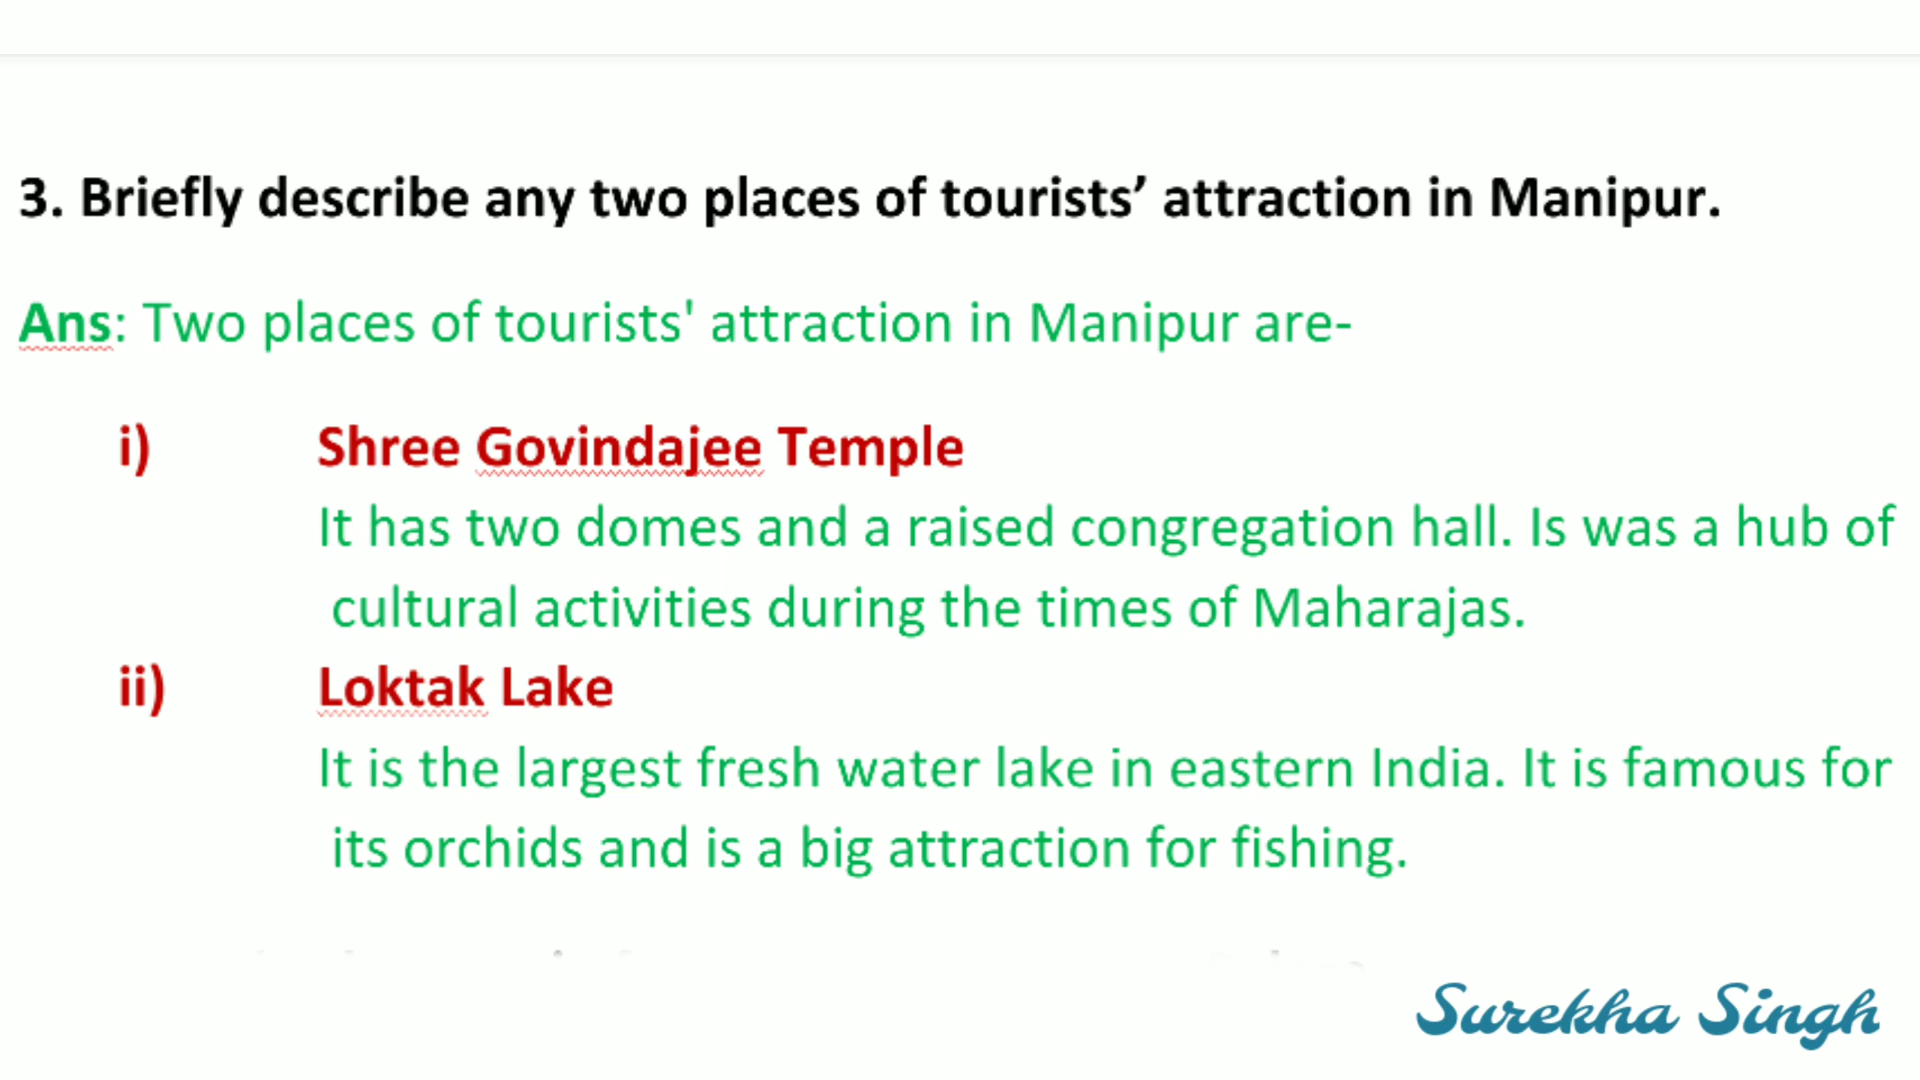 3. Briefly describe any two places of tourists’ attraction in Manipur.
Ans: Two places of tourists' attraction in Manipur are-
i) Shree Govindajee Temple
It has two domes and a raised congregation hall. Is was a hub of
cultural activities during the times of Maharajas.
ii) Loktak Lake
It is the largest fresh water lake in eastern India. It is famous for
its orchids and is a big attraction for fishing.
Surekha Singh